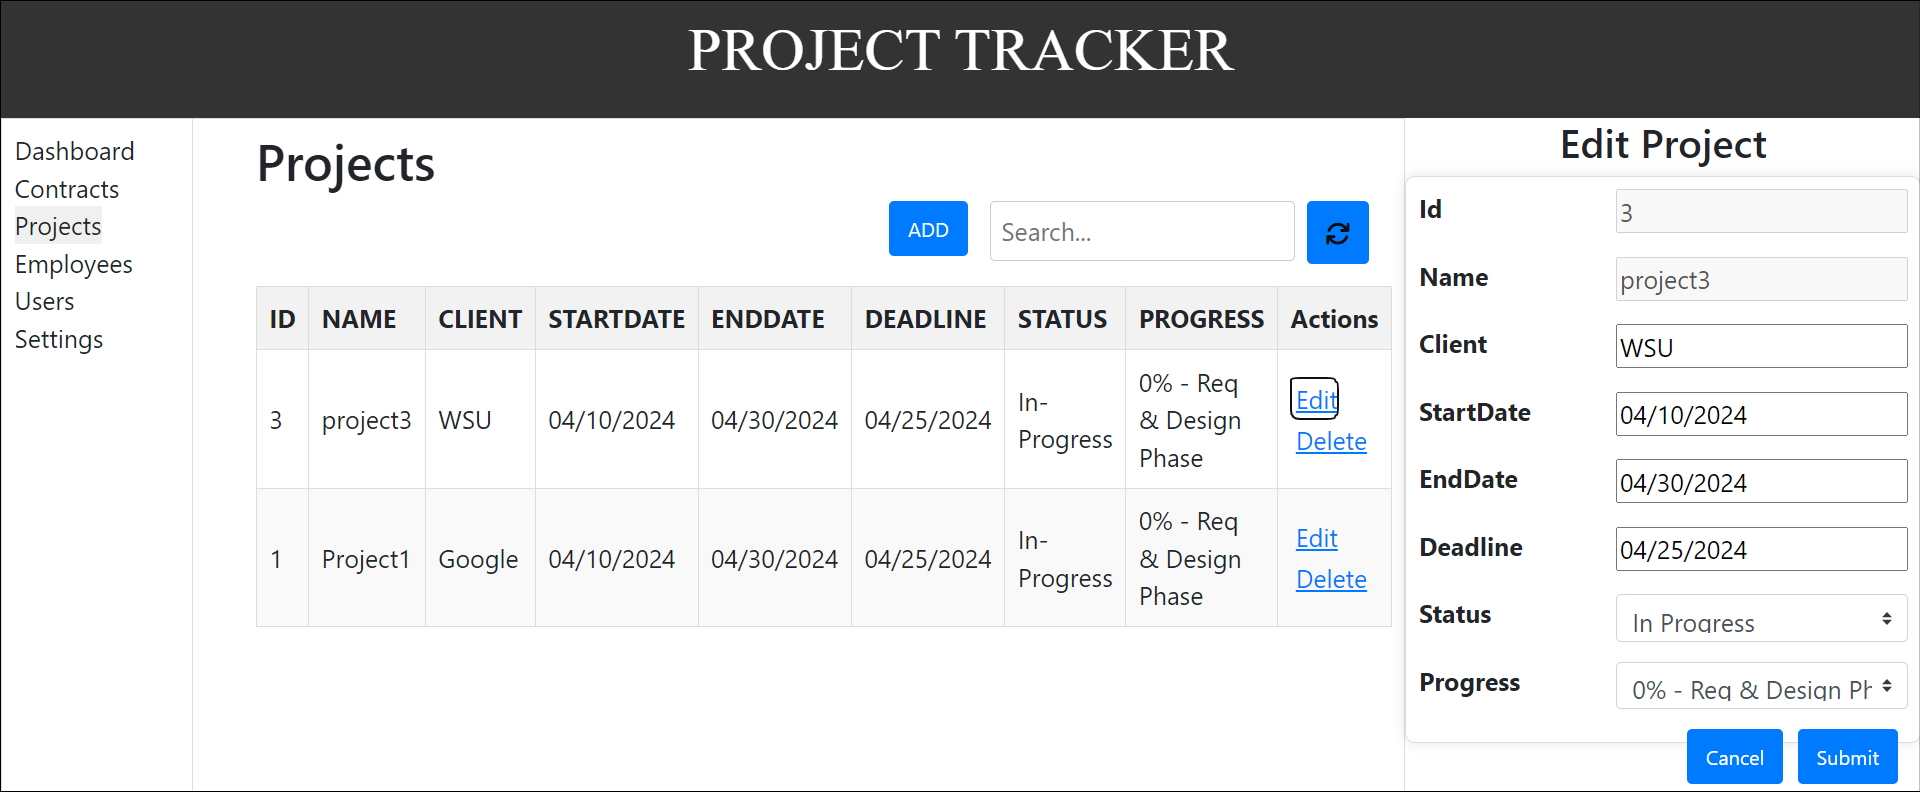 PROJECT TRACKER
Dashboard
Contracts
Projects
Employees
Users
Settings
Projects
ADD
Search...
ID NAME CLIENT STARTDATE ENDDATE DEADLINE STATUS PROGRESS Actions
3 project3 WSU 04/10/2024 04/30/2024 04/25/2024
In-
Progress
0% - Req
& Design
Phase
Edit
Delete
1 Project1 Google 04/10/2024 04/30/2024 04/25/2024
In-
Progress
0% - Req
& Design
Phase
Edit
Delete
Edit Project
Id 3
Name project3
Client WSU
StartDate 04/10/2024
EndDate 04/30/2024
Deadline 04/25/2024
Status In Progress
Progress 0% - Req & Design Ph
Cancel Submit